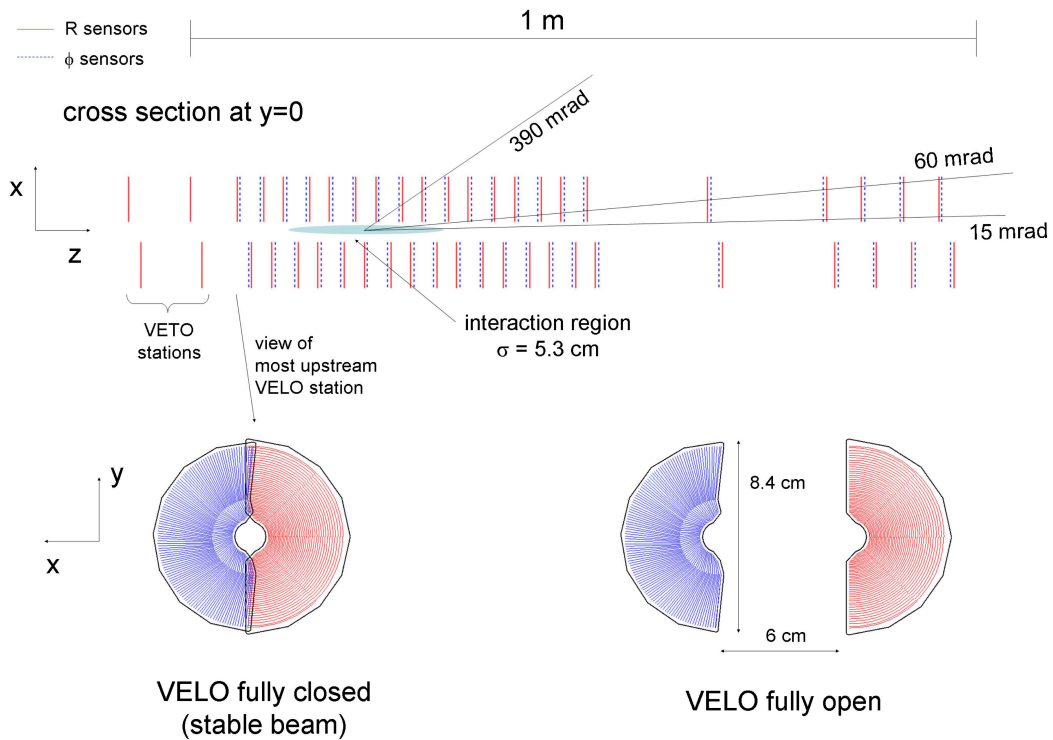 R sensors
ϕ sensors
1 m
cross section at y=0
390 mrad
60 mrad
15 mrad
x
z
VETO
stations
interaction region
σ = 5.3 cm
view of
most upstream
VELO station
y
x
8.4 cm
6 cm
VELO fully closed
(stable beam)
VELO fully open